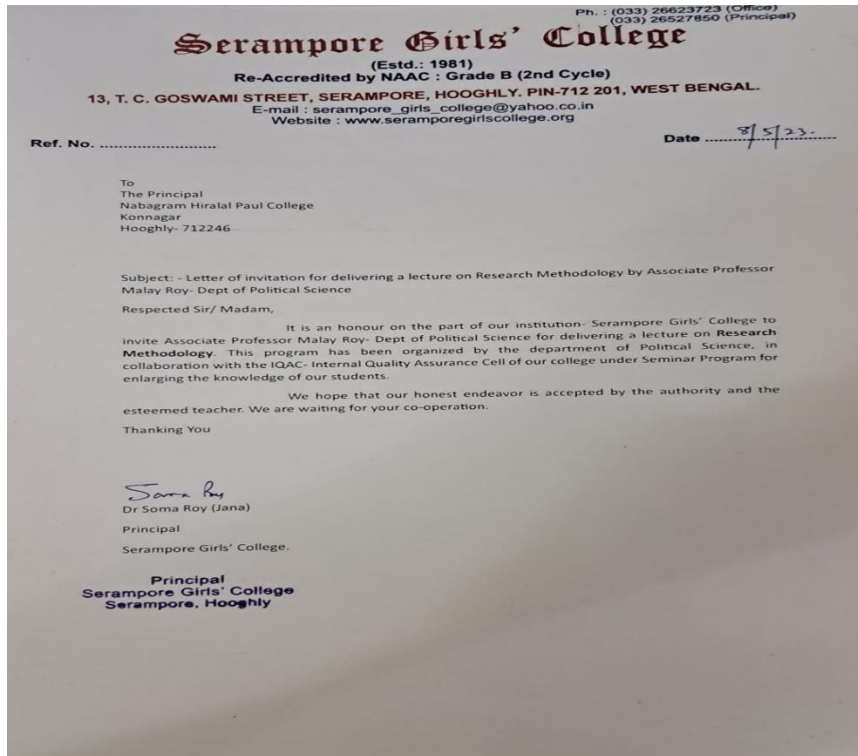 Ph. : (033) 26623723 (Office)
(033) 26527850 (Principal)
Serampore Girls' College
(Estd.: 1981)
Re-Accredited by NAAC : Grade B (2nd Cycle)
13, T. C. GOSWAMI STREET, SERAMPORE, HOOGHLY. PIN-712 201, WEST BENGAL.
E-mail : serampore_girls_college@yahoo.co.in
Website : www.seramporegirlscollege.org
Ref. No. ..........................
Date 8/5/23.
To
The Principal
Nabagram Hiralal Paul College
Konnagar
Hooghly- 712246
Subject: - Letter of invitation for delivering a lecture on Research Methodology by Associate Professor
Malay Roy- Dept of Political Science
Respected Sir/ Madam,
It is an honour on the part of our institution- Serampore Girls' College to
invite Associate Professor Malay Roy- Dept of Political Science for delivering a lecture on Research
Methodology. This program has been organized by the department of Political Science, in
collaboration with the IQAC- Internal Quality Assurance Cell of our college under Seminar Program for
enlarging the knowledge of our students.
We hope that our honest endeavor is accepted by the authority and the
esteemed teacher. We are waiting for your co-operation.
Thanking You
Soma Roy
Dr Soma Roy (Jana)
Principal
Serampore Girls' College.
Principal
Serampore Girls' College
Serampore, Hooghly